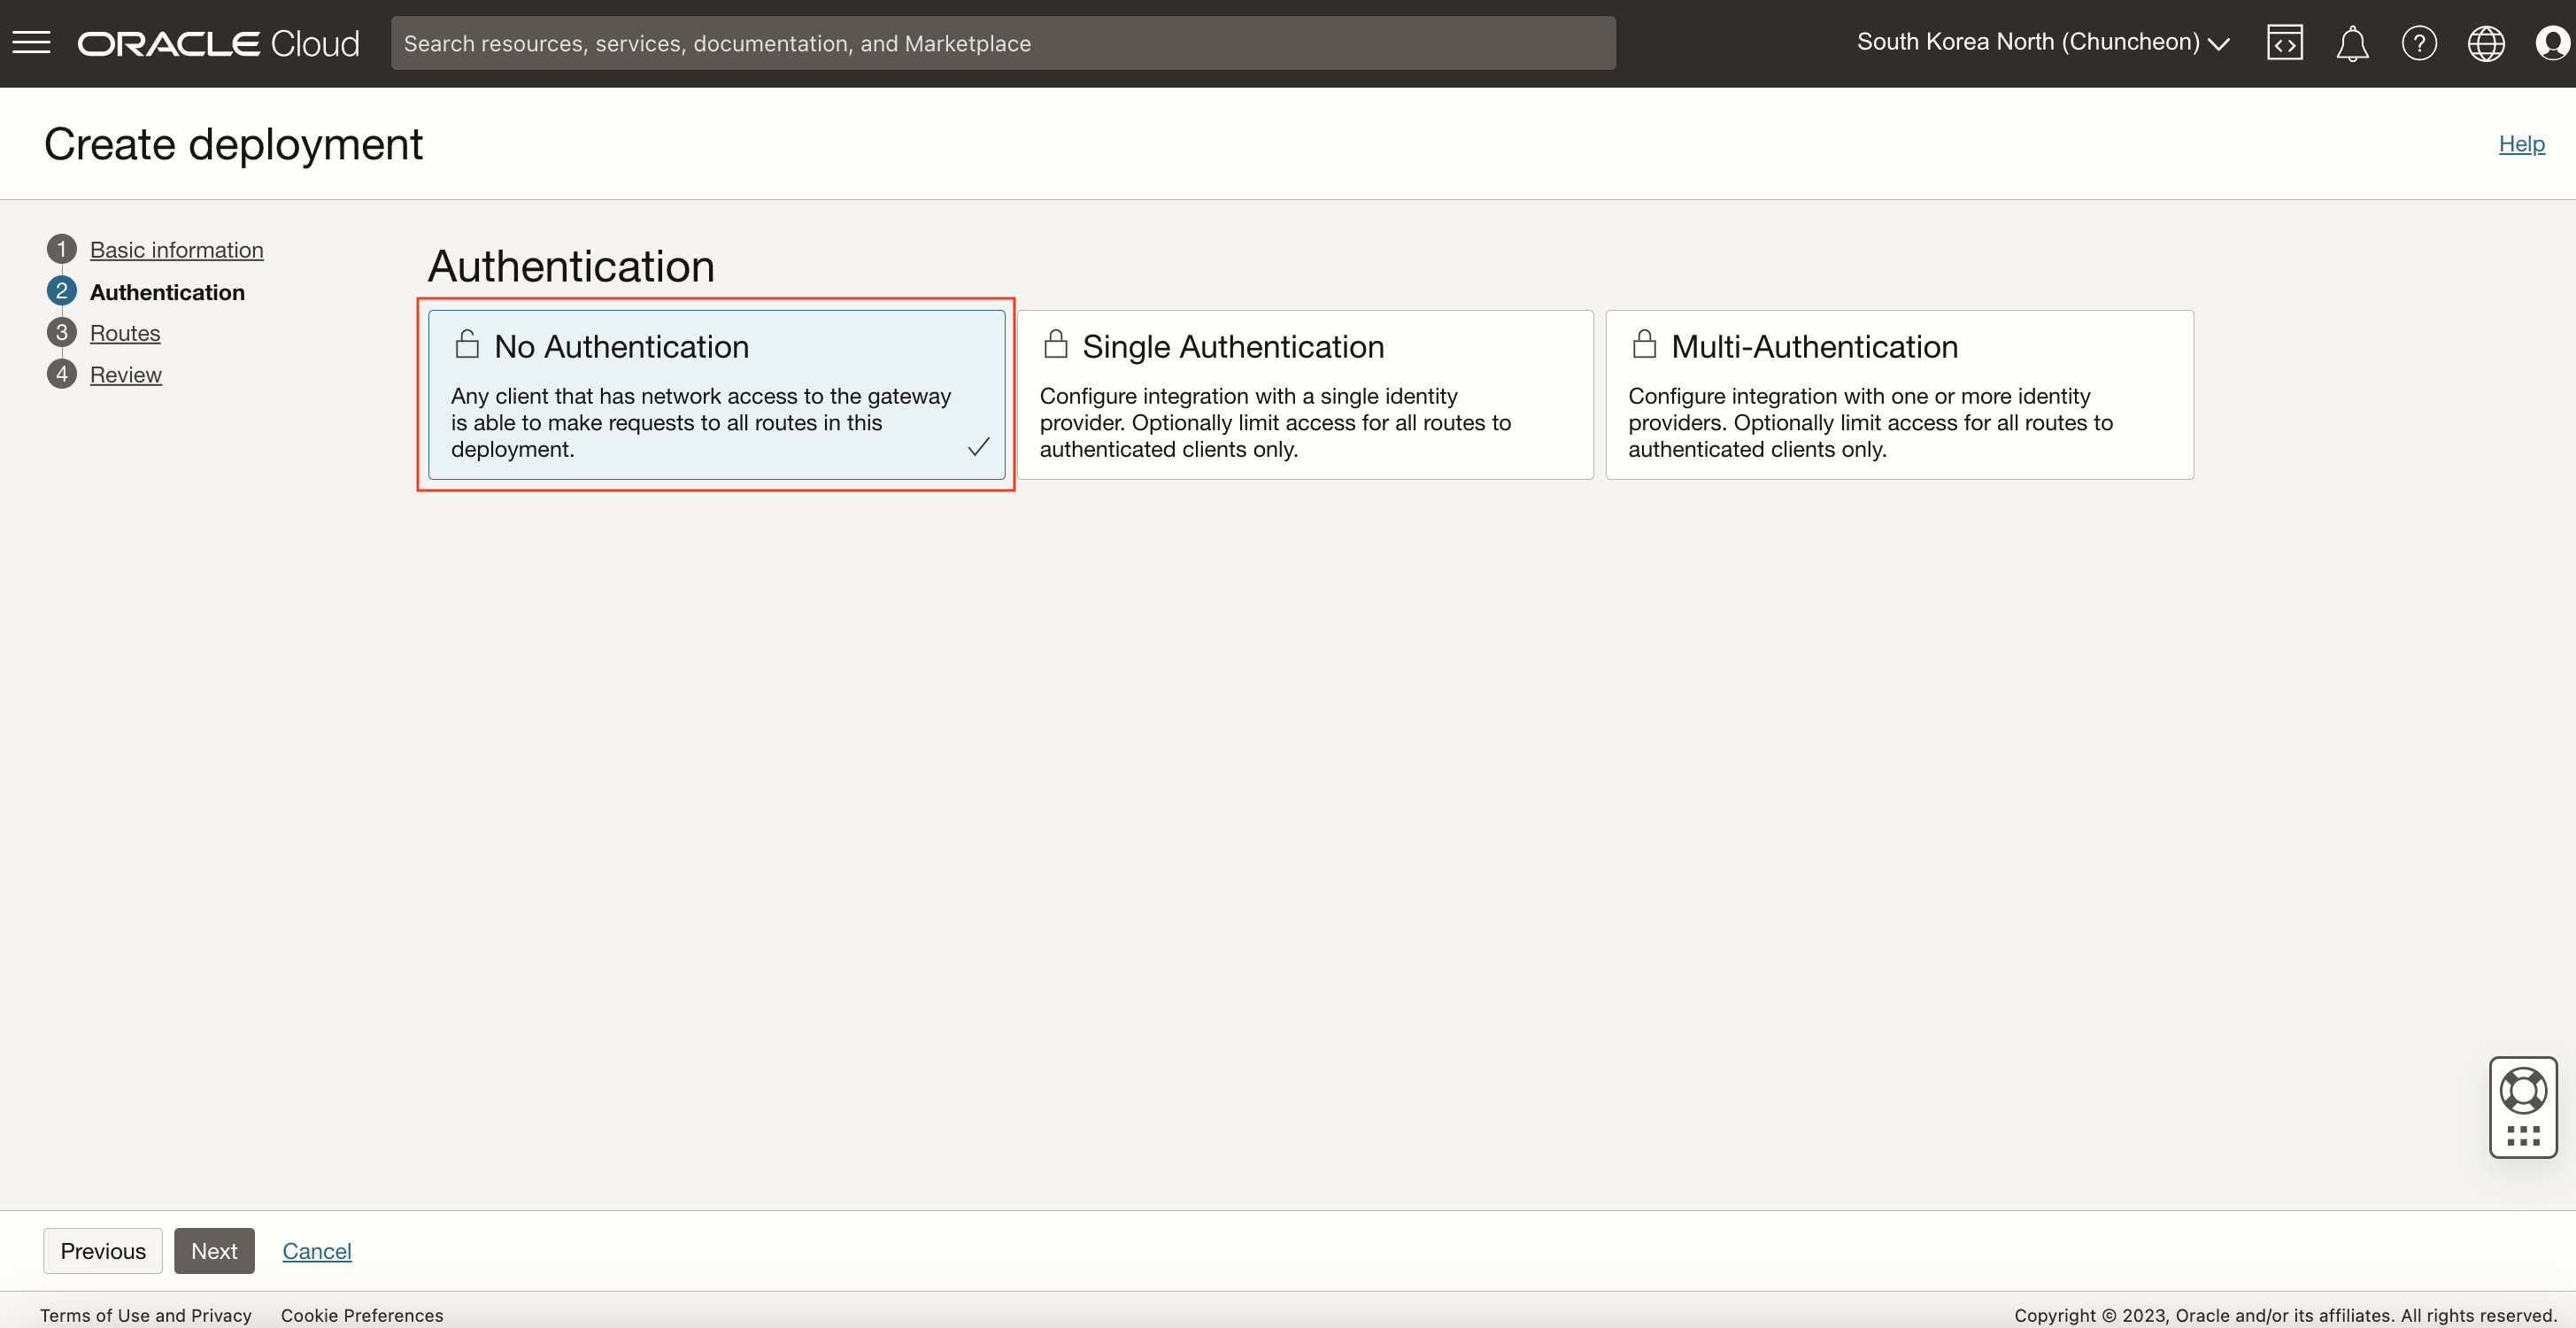 ORACLE Cloud
Search resources, services, documentation, and Marketplace
South Korea North (Chuncheon)
Create deployment
Help
1 Basic information
2 Authentication
3 Routes
4 Review
Authentication
No Authentication
Any client that has network access to the gateway
is able to make requests to all routes in this
deployment.
Single Authentication
Configure integration with a single identity
provider. Optionally limit access for all routes to
authenticated clients only.
Multi-Authentication
Configure integration with one or more identity
providers. Optionally limit access for all routes to
authenticated clients only.
Previous
Next
Cancel
Terms of Use and Privacy
Cookie Preferences
Copyright © 2023, Oracle and/or its affiliates. All rights reserved.